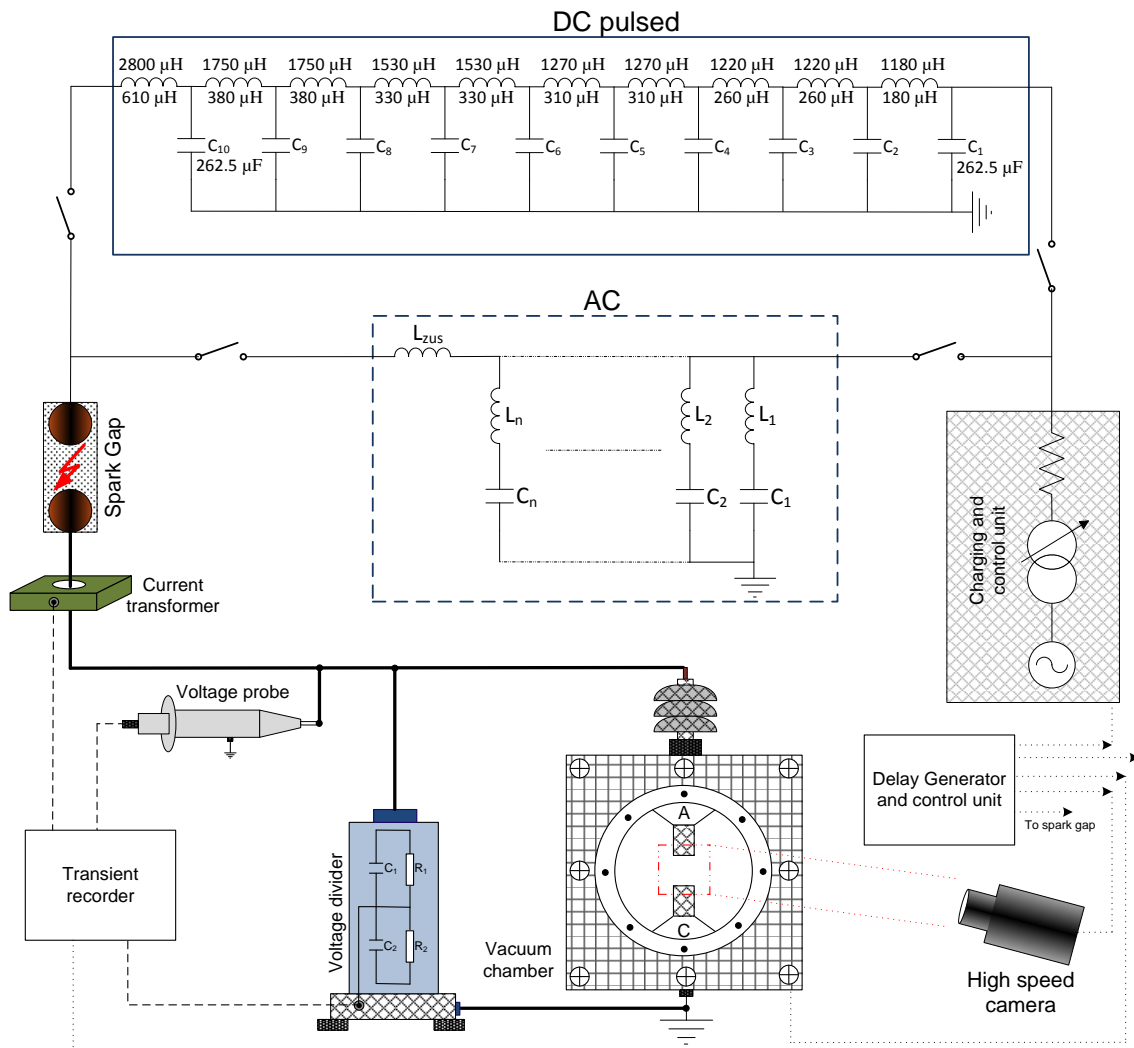 DC pulsed
2800 µH 1750 µH 1750 µH 1530 µH 1530 µH 1270 µH 1270 µH 1220 µH 1220 µH 1180 µH
610 µH 380 µH 380 µH 330 µH 330 µH 310 µH 310 µH 260 µH 260 µH 180 µH
C₁₀ C₉ C₈ C₇ C₆ C₅ C₄ C₃ C₂ C₁
262.5 µF 262.5 µF
AC
L_zus
Lₙ L₂ L₁
Cₙ C₂ C₁
Spark Gap
Charging and
control unit
Current
transformer
Voltage probe
Delay Generator
and control unit
To spark gap
Transient
recorder
Voltage divider
C₁ R₁
C₂ R₂
A
C
Vacuum
chamber
High speed
camera